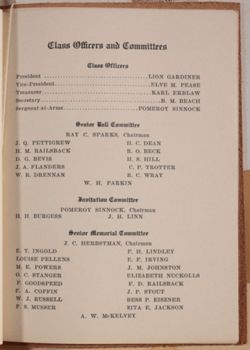 Class Officers and Committees
Class Officers
President LION GARDINER
Vice-President ELVE M. PEASE
Treasurer KARL ERBLAW
Secretary B. M. BEACH
Sergeant-at-Arms POMEROY SINNOCK
Senior Ball Committee
RAY C. SPARKS, Chairman
J. Q. PETTIGREW H. C. DEAN
H. M. RAILSBACK S. O. BECK
D. G. BEVIS H. S. HILL
J. A. FLANDERS C. P. TROTTER
W. R. DRENNAN R. C. WRAY
W. H. PARKIN
Invitation Committee
POMEROY SINNOCK, Chairman
H. H. BURGESS J. H. LINN
Senior Memorial Committee
J. C. HERBSTMAN, Chairman
E. T. INGOLD F. H. LINDLEY
LOUISE PELLENS E. F. IRVING
M. E. POWERS J. M. JOHNSTON
G. C. STANGER ELIZABETH NUCKOLLS
F. GOODSPEED F. D. RAILSBACK
F. A. COFFIN J. P. STOUT
W. J. RUSSELL BESS P. EISZNER
F. S. MUSSER RITA E. JACKSON
A. W. McKELVEY